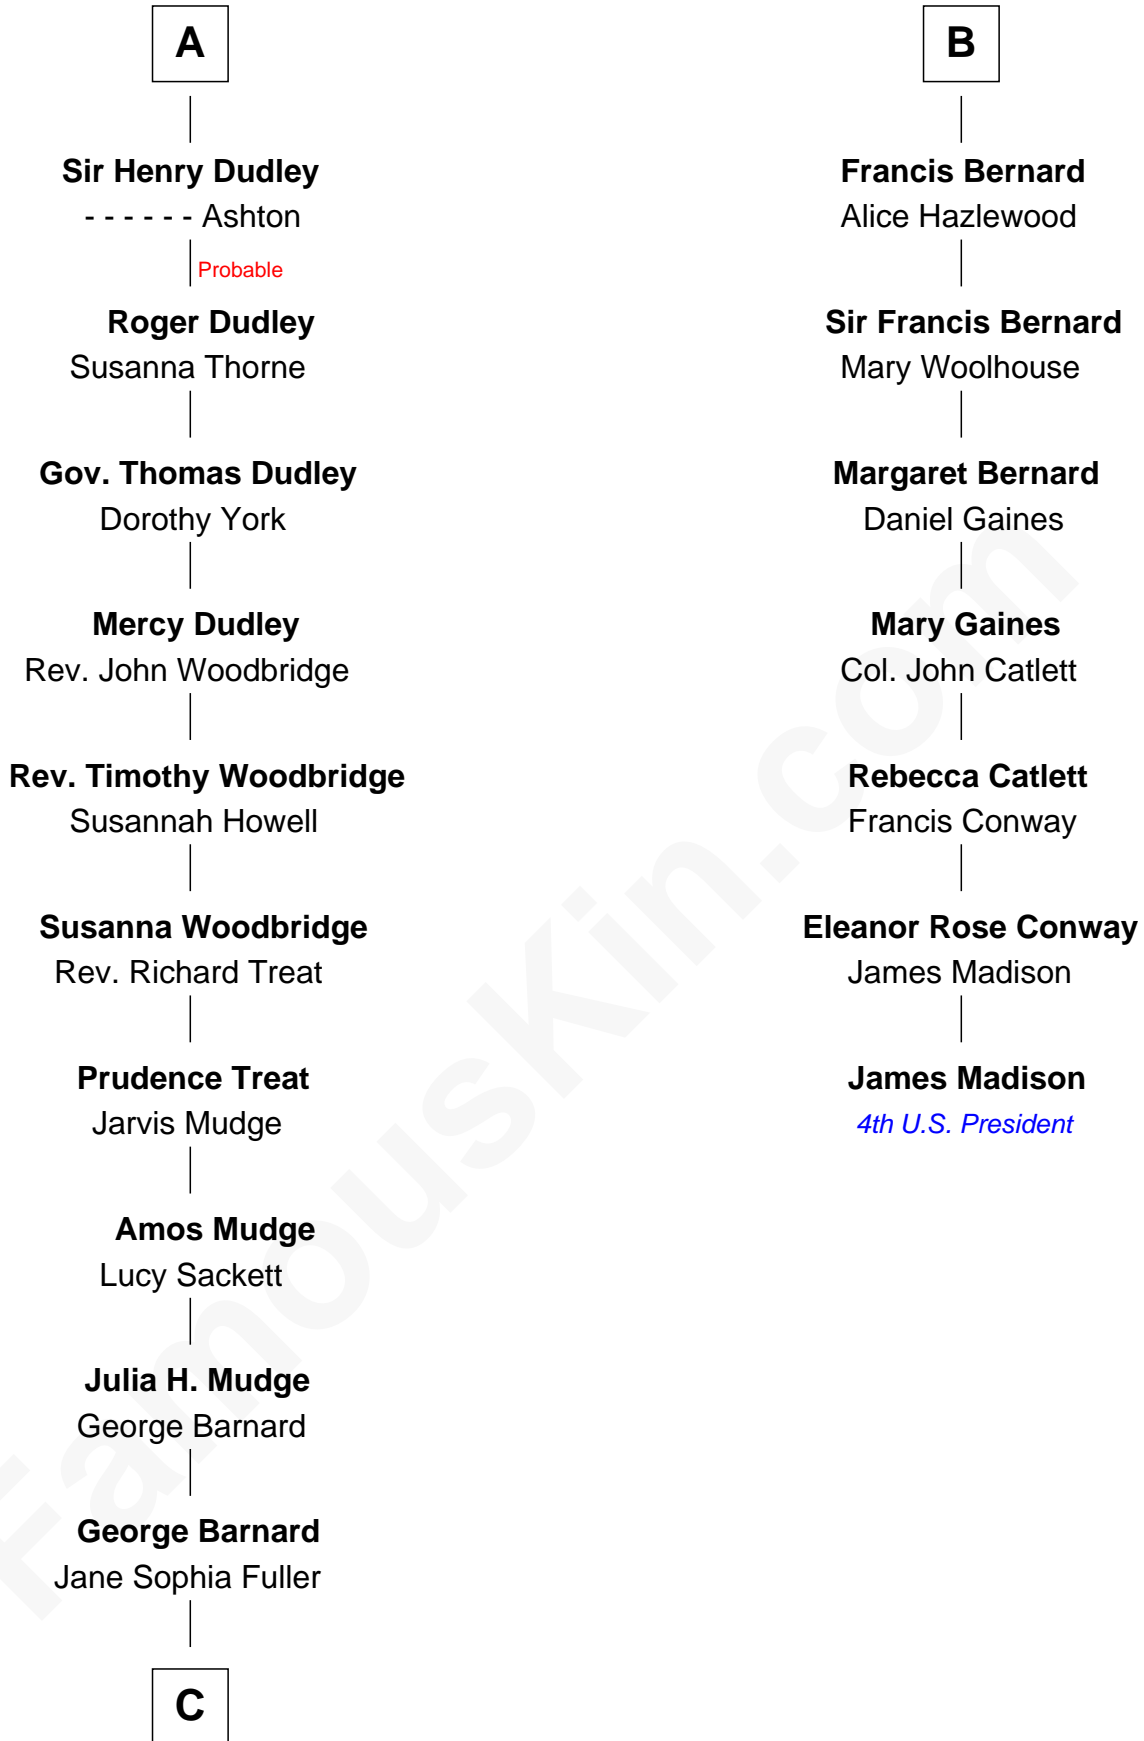 A
Sir Henry Dudley
- - - - - - Ashton
Probable
Roger Dudley
Susanna Thorne
Gov. Thomas Dudley
Dorothy York
Mercy Dudley
Rev. John Woodbridge
Rev. Timothy Woodbridge
Susannah Howell
Susanna Woodbridge
Rev. Richard Treat
Prudence Treat
Jarvis Mudge
Amos Mudge
Lucy Sackett
Julia H. Mudge
George Barnard
George Barnard
Jane Sophia Fuller
C
B
Francis Bernard
Alice Hazlewood
Sir Francis Bernard
Mary Woolhouse
Margaret Bernard
Daniel Gaines
Mary Gaines
Col. John Catlett
Rebecca Catlett
Francis Conway
Eleanor Rose Conway
James Madison
James Madison
4th U.S. President
FamousKin.com